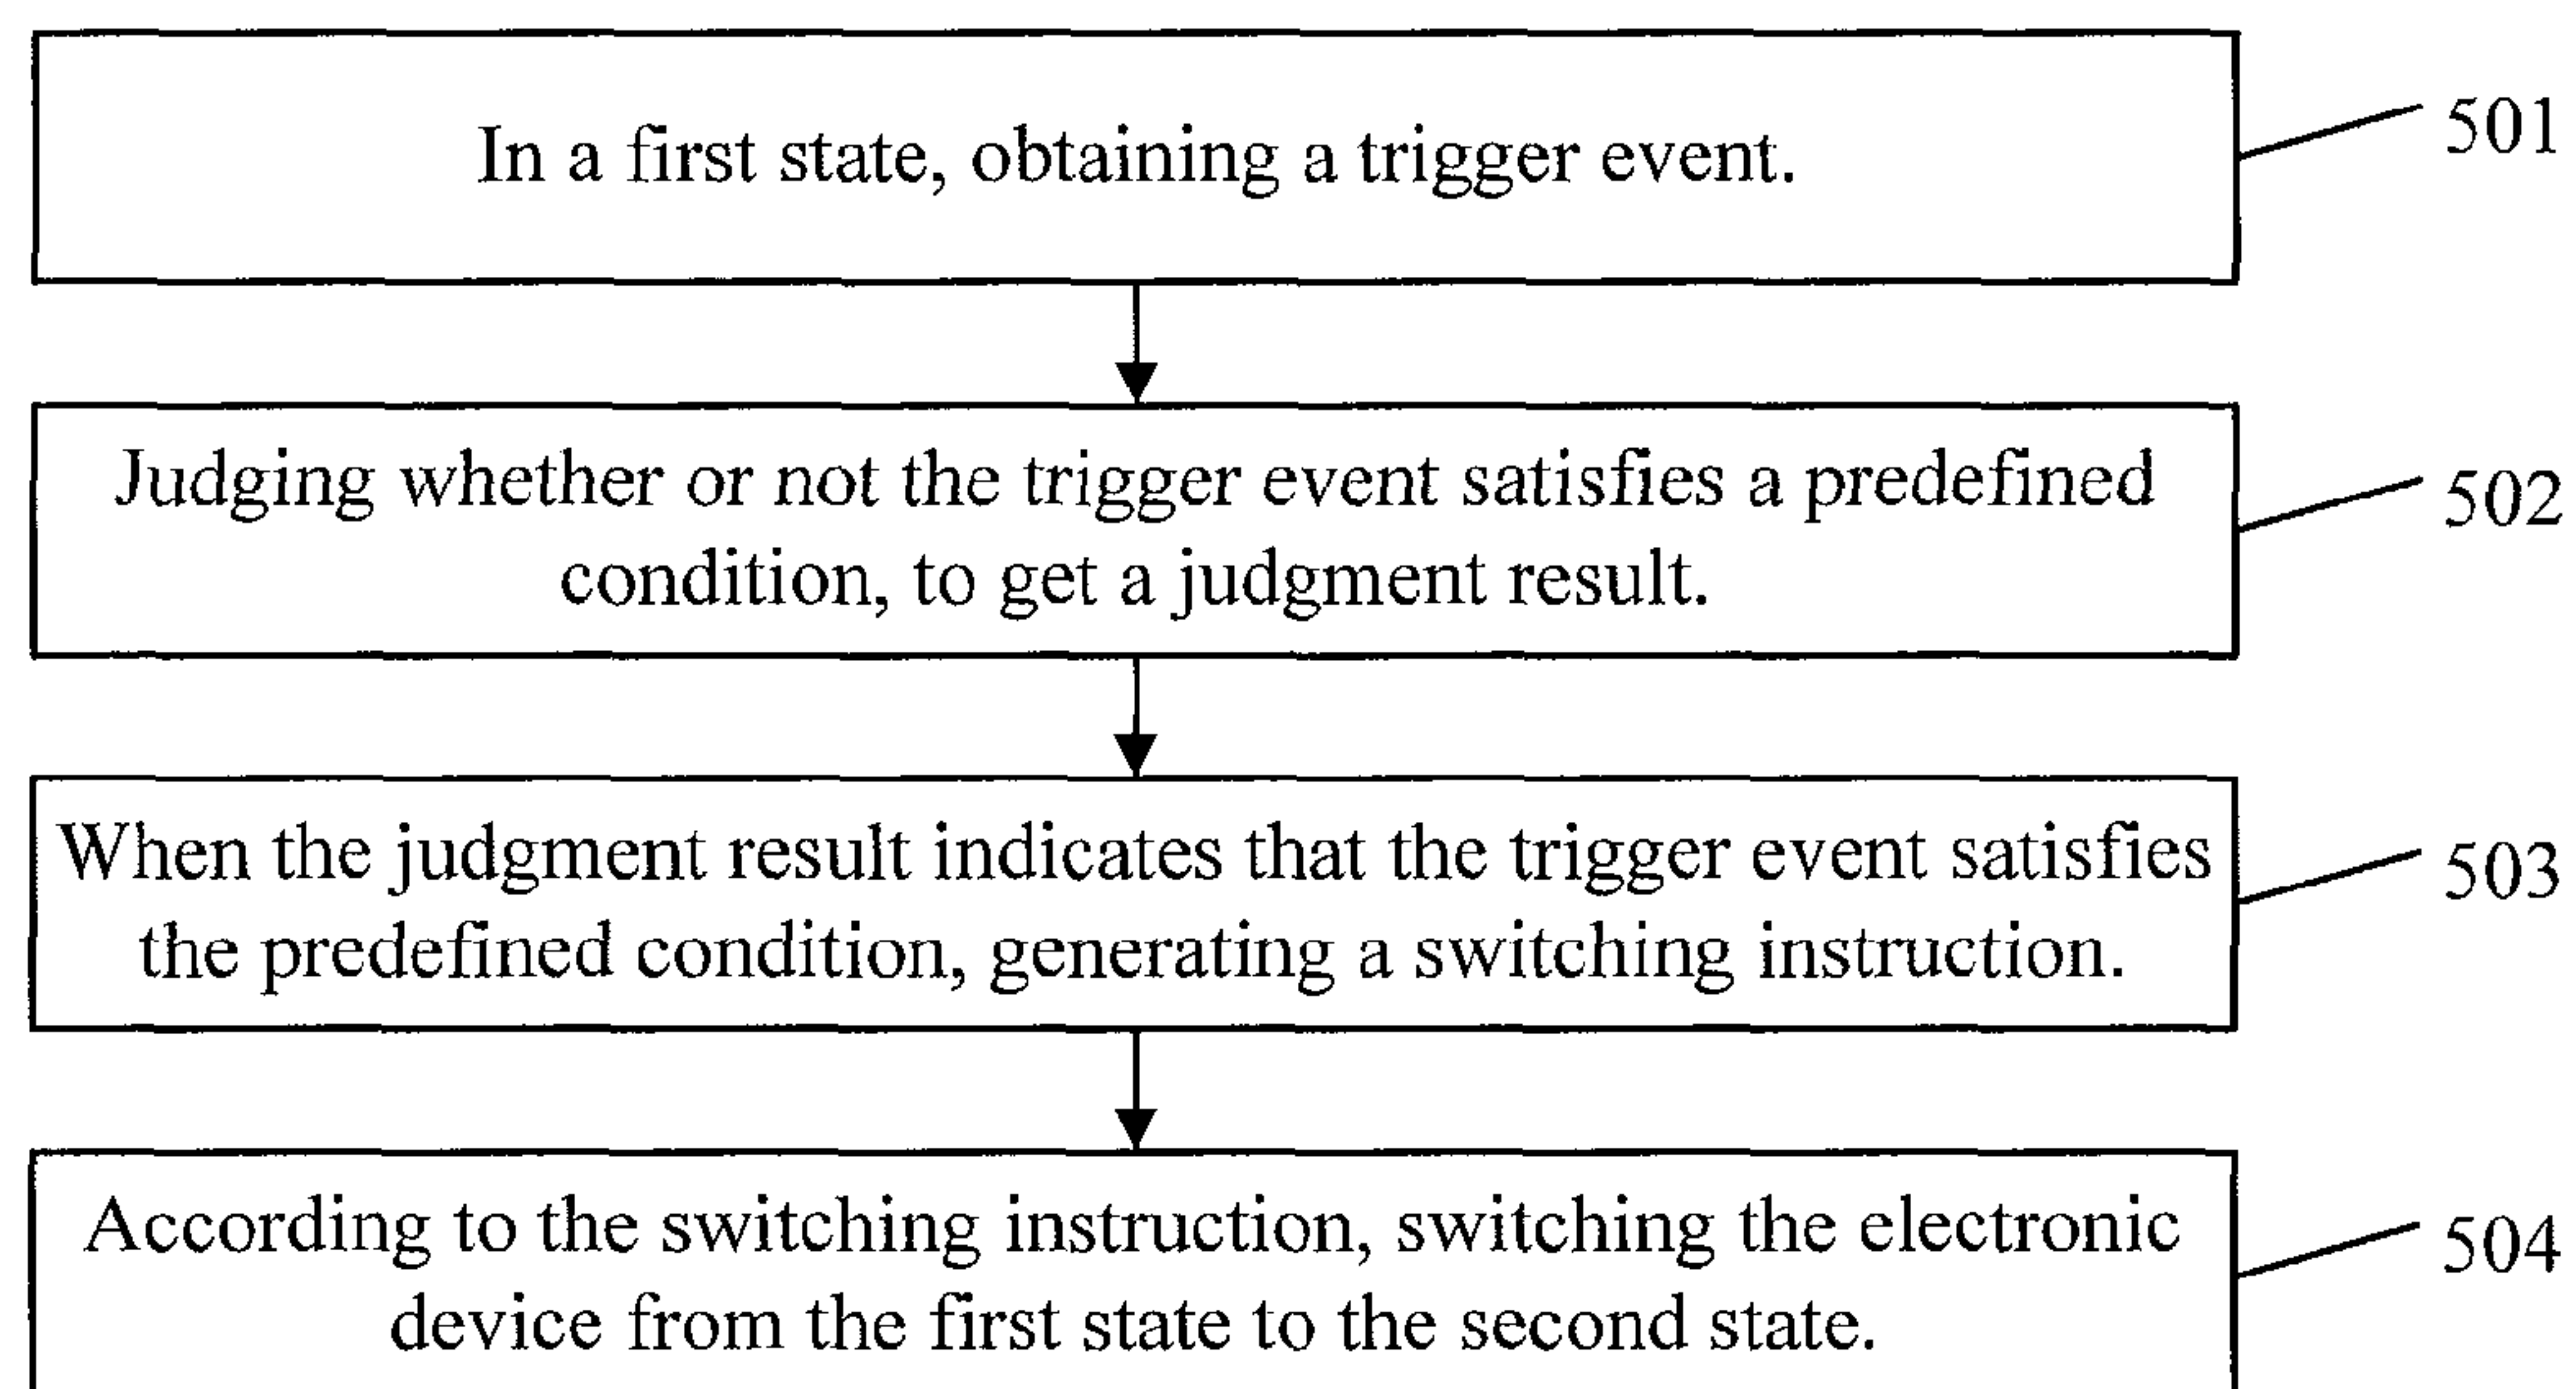 In a first state, obtaining a trigger event.
501
Judging whether or not the trigger event satisfies a predefined
condition, to get a judgment result.
502
When the judgment result indicates that the trigger event satisfies
the predefined condition, generating a switching instruction.
503
According to the switching instruction, switching the electronic
device from the first state to the second state.
504